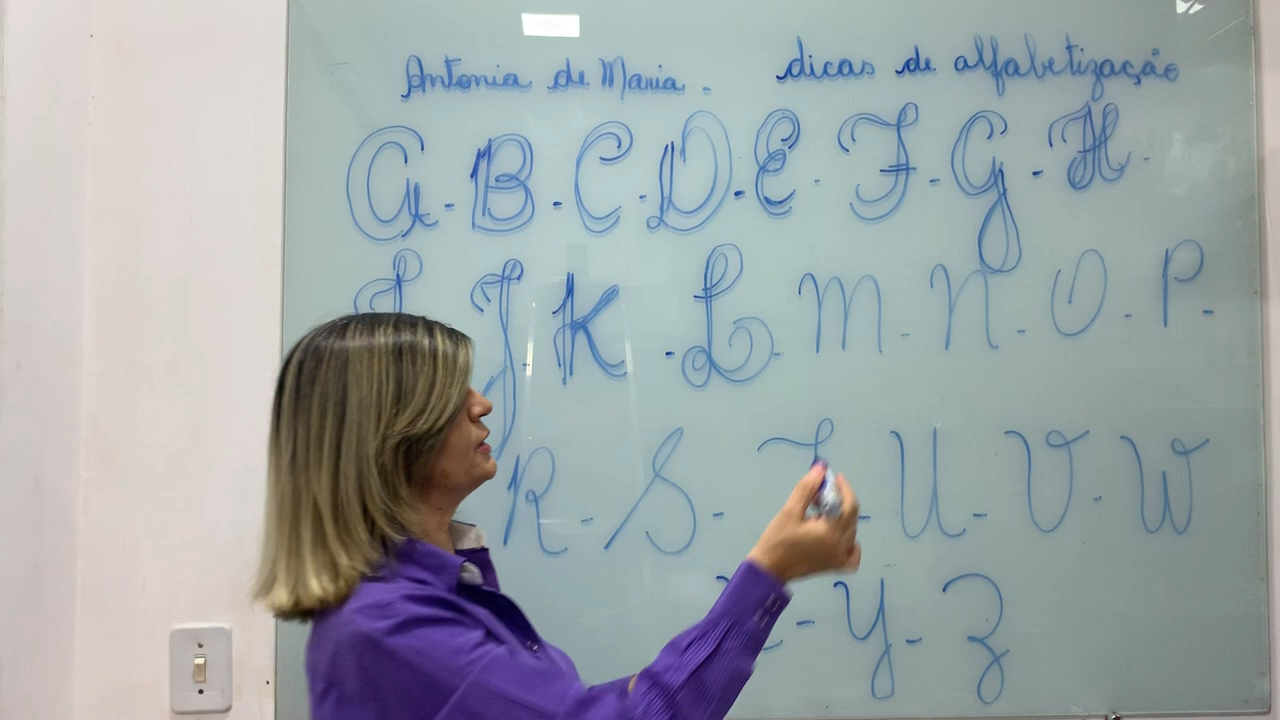 Antonia de Maria. dicas de alfabetização
A - B - C - D - E - F - G - H.
I J - K - L - M - N - O - P.
R - S - T - U - V - W
X - Y - Z